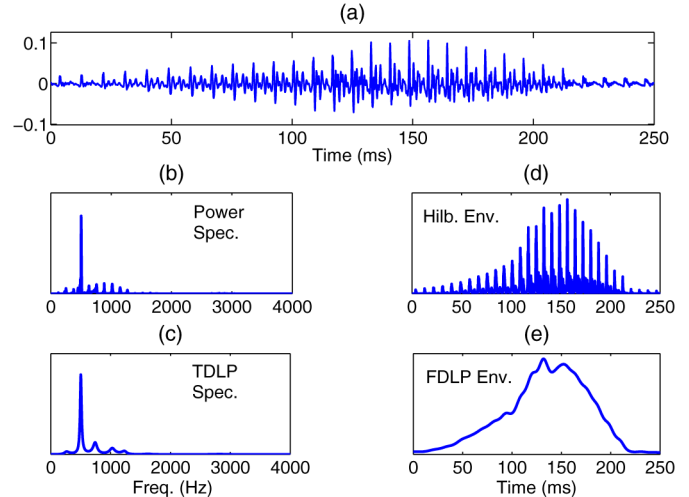 (a)
0.1
0
−0.1
0 50 100 150 200 250
Time (ms)
(b)
Power
Spec.
0 1000 2000 3000 4000
(d)
Hilb. Env.
0 50 100 150 200 250
(c)
TDLP
Spec.
0 1000 2000 3000 4000
Freq. (Hz)
(e)
FDLP Env.
0 50 100 150 200 250
Time (ms)